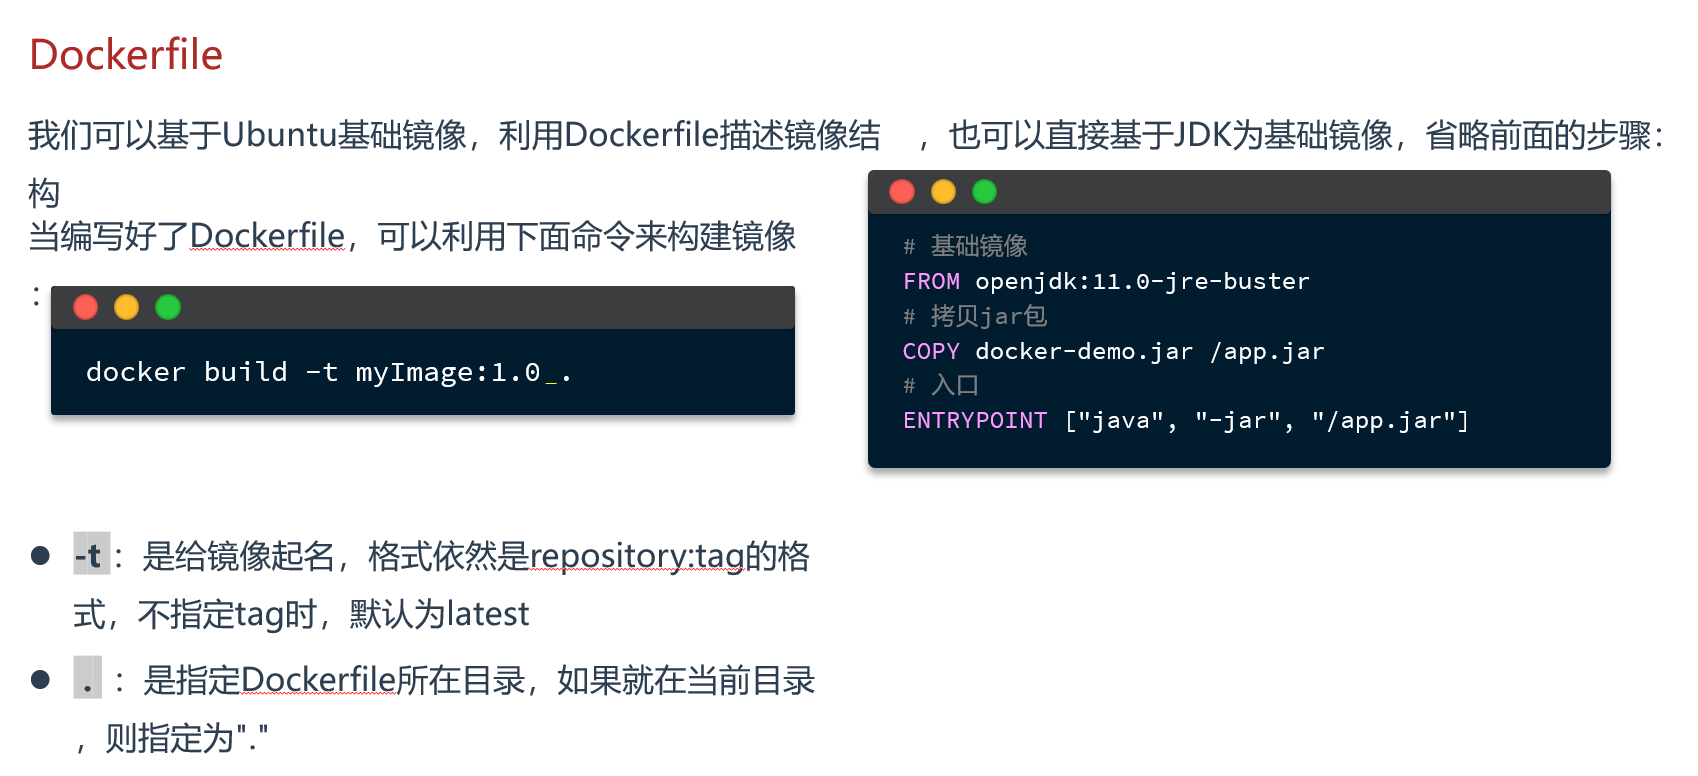 Dockerfile
我们可以基于Ubuntu基础镜像，利用Dockerfile描述镜像结
构
，也可以直接基于JDK为基础镜像，省略前面的步骤：
# 基础镜像
FROM openjdk:11.0-jre-buster
# 拷贝jar包
COPY docker-demo.jar /app.jar
# 入口
ENTRYPOINT ["java", "-jar", "/app.jar"]
当编写好了Dockerfile，可以利用下面命令来构建镜像
：
docker build -t myImage:1.0_.
● -t：是给镜像起名，格式依然是repository:tag的格
式，不指定tag时，默认为latest
● .：是指定Dockerfile所在目录，如果就在当前目录
，则指定为"."